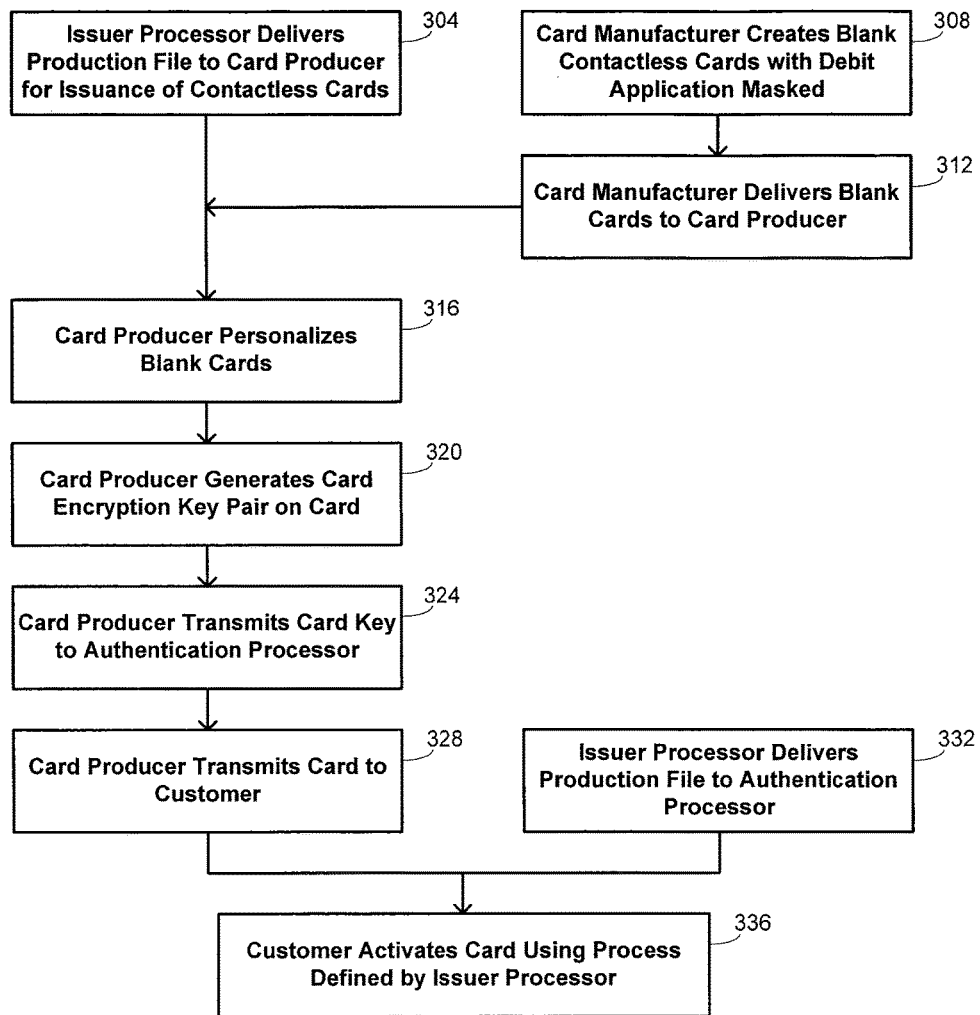 Issuer Processor Delivers
Production File to Card Producer
for Issuance of Contactless Cards
304
Card Manufacturer Creates Blank
Contactless Cards with Debit
Application Masked
308
Card Manufacturer Delivers Blank
Cards to Card Producer
312
Card Producer Personalizes
Blank Cards
316
Card Producer Generates Card
Encryption Key Pair on Card
320
Card Producer Transmits Card Key
to Authentication Processor
324
Card Producer Transmits Card to
Customer
328
Issuer Processor Delivers
Production File to Authentication
Processor
332
Customer Activates Card Using Process
Defined by Issuer Processor
336